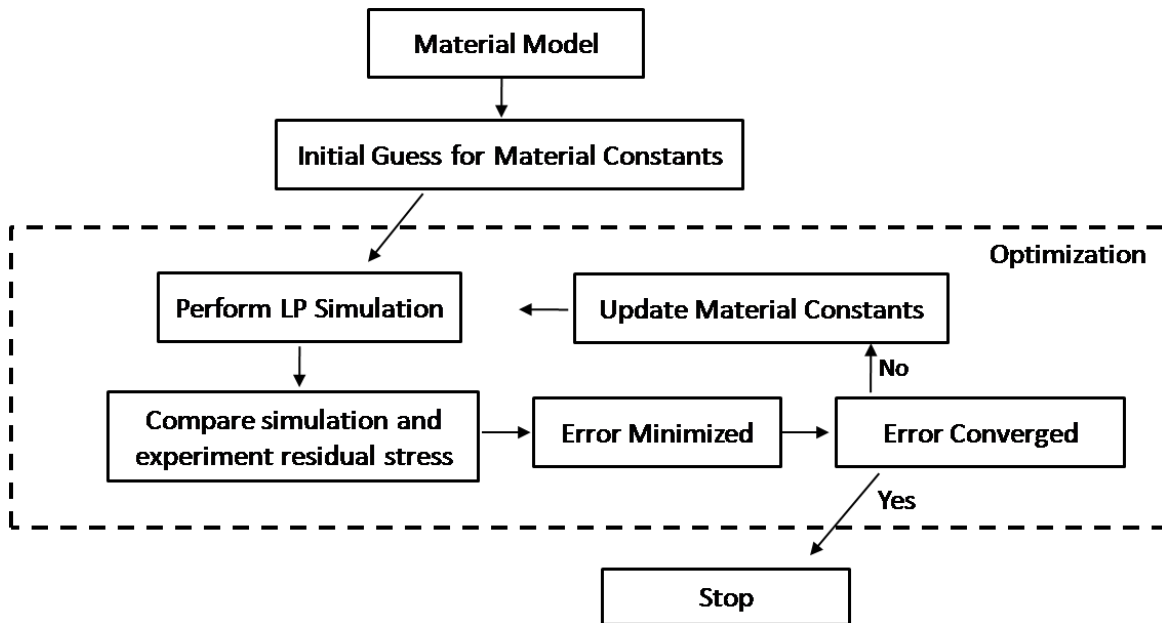 Material Model
Initial Guess for Material Constants
Optimization
Perform LP Simulation
Update Material Constants
No
Compare simulation and
experiment residual stress
Error Minimized
Error Converged
Yes
Stop